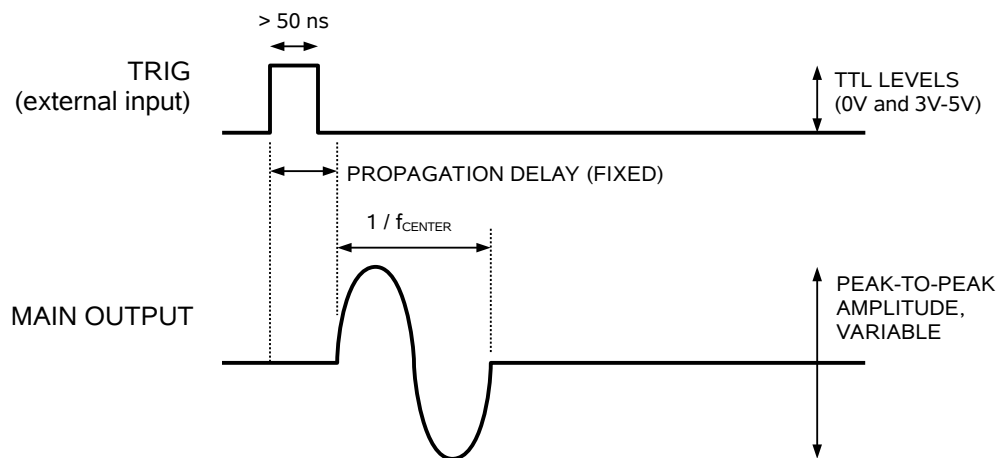 > 50 ns
TRIG
(external input)
TTL LEVELS
(0V and 3V-5V)
PROPAGATION DELAY (FIXED)
1 / fCENTER
MAIN OUTPUT
PEAK-TO-PEAK
AMPLITUDE,
VARIABLE